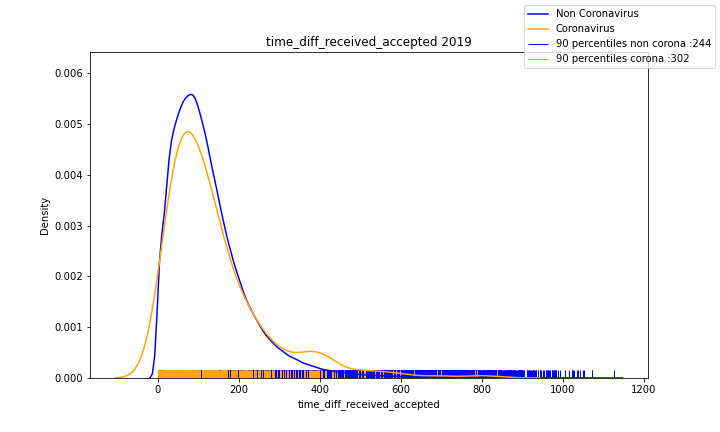 Non Coronavirus
Coronavirus
90 percentiles non corona :244
90 percentiles corona :302
time_diff_received_accepted 2019
0.006
0.005
0.004
0.003
0.002
0.001
0.000
Density
0
200
400
600
800
1000
1200
time_diff_received_accepted